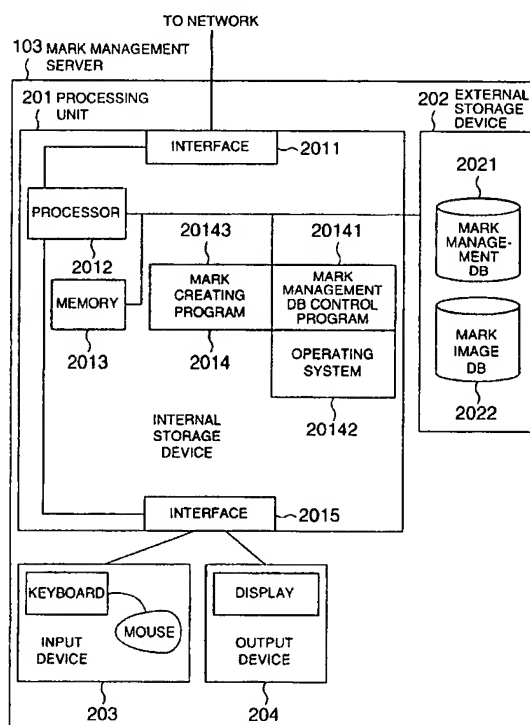 TO NETWORK
103 MARK MANAGEMENT
SERVER
201 PROCESSING
UNIT
202 EXTERNAL
STORAGE
DEVICE
INTERFACE
2011
2021
PROCESSOR
2012
20143
20141
MARK
MANAGE-
MENT
DB
MEMORY
2013
MARK
CREATING
PROGRAM
MARK
MANAGEMENT
DB CONTROL
PROGRAM
2014
OPERATING
SYSTEM
MARK
IMAGE
DB
20142
2022
INTERNAL
STORAGE
DEVICE
INTERFACE
2015
KEYBOARD
MOUSE
INPUT
DEVICE
203
DISPLAY
OUTPUT
DEVICE
204